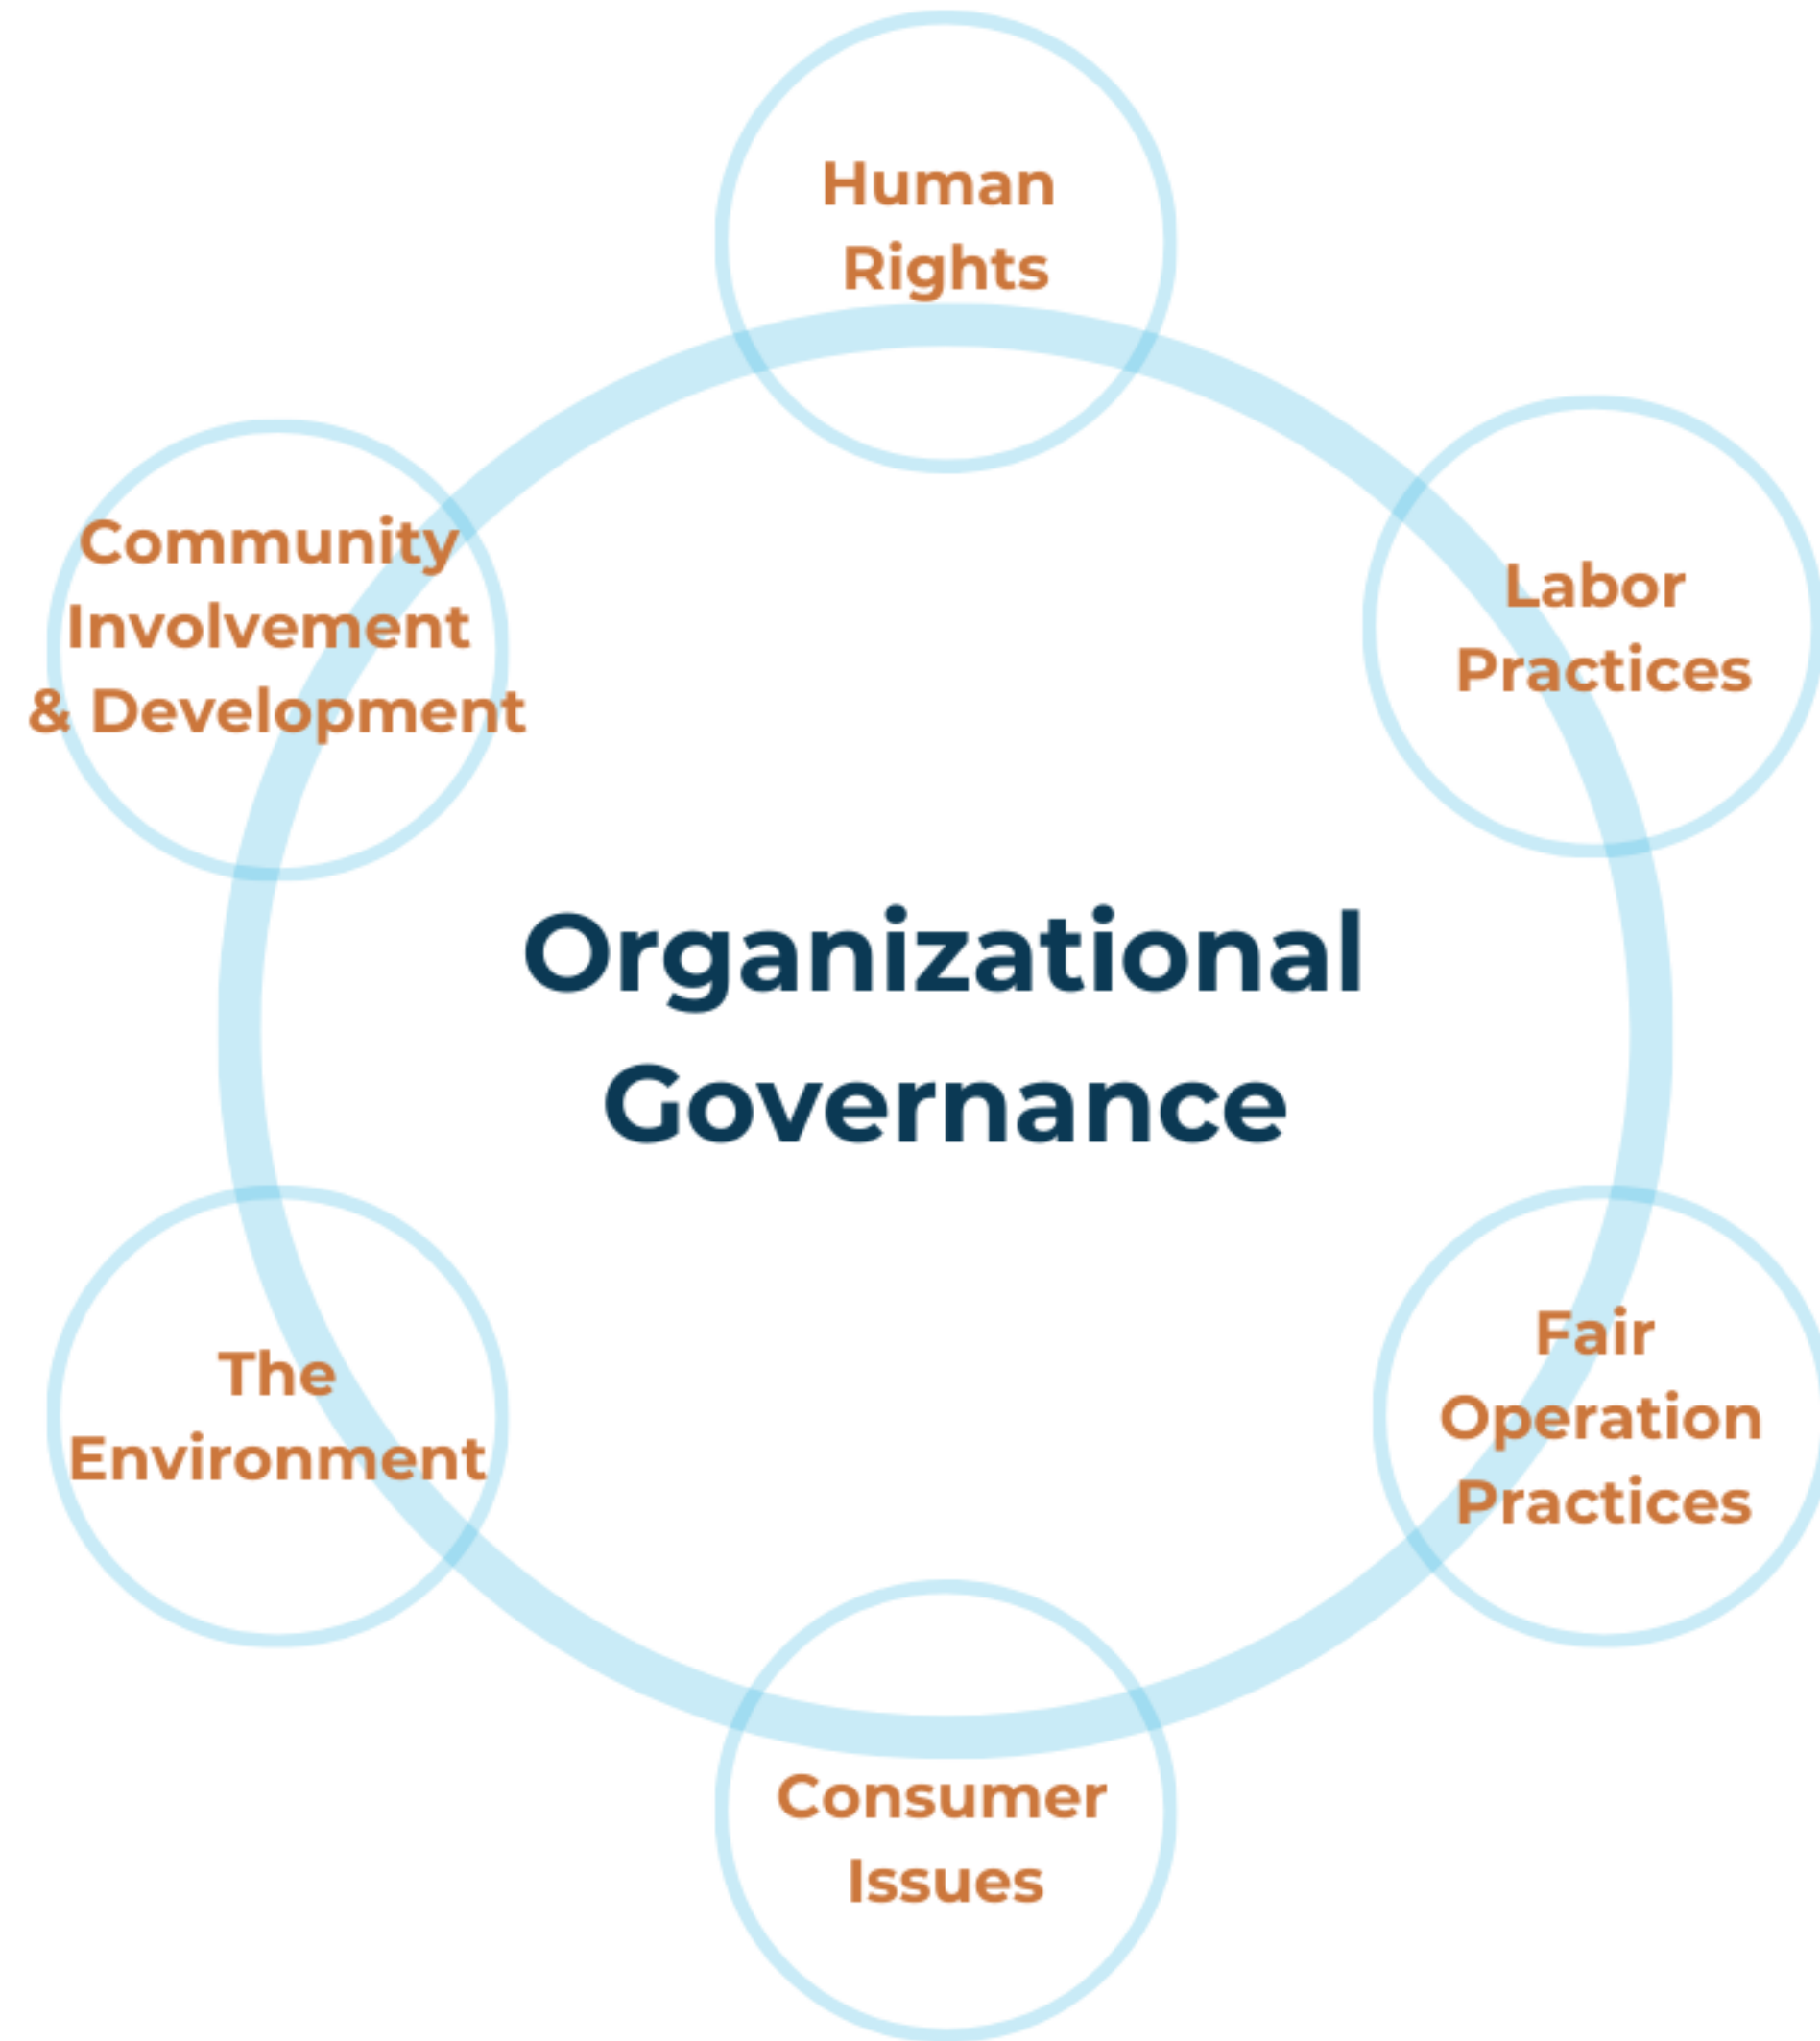 Human
Rights
Labor
Practices
Fair
Operation
Practices
Consumer
Issues
The
Environment
Community
Involvement
& Development
Organizational
Governance